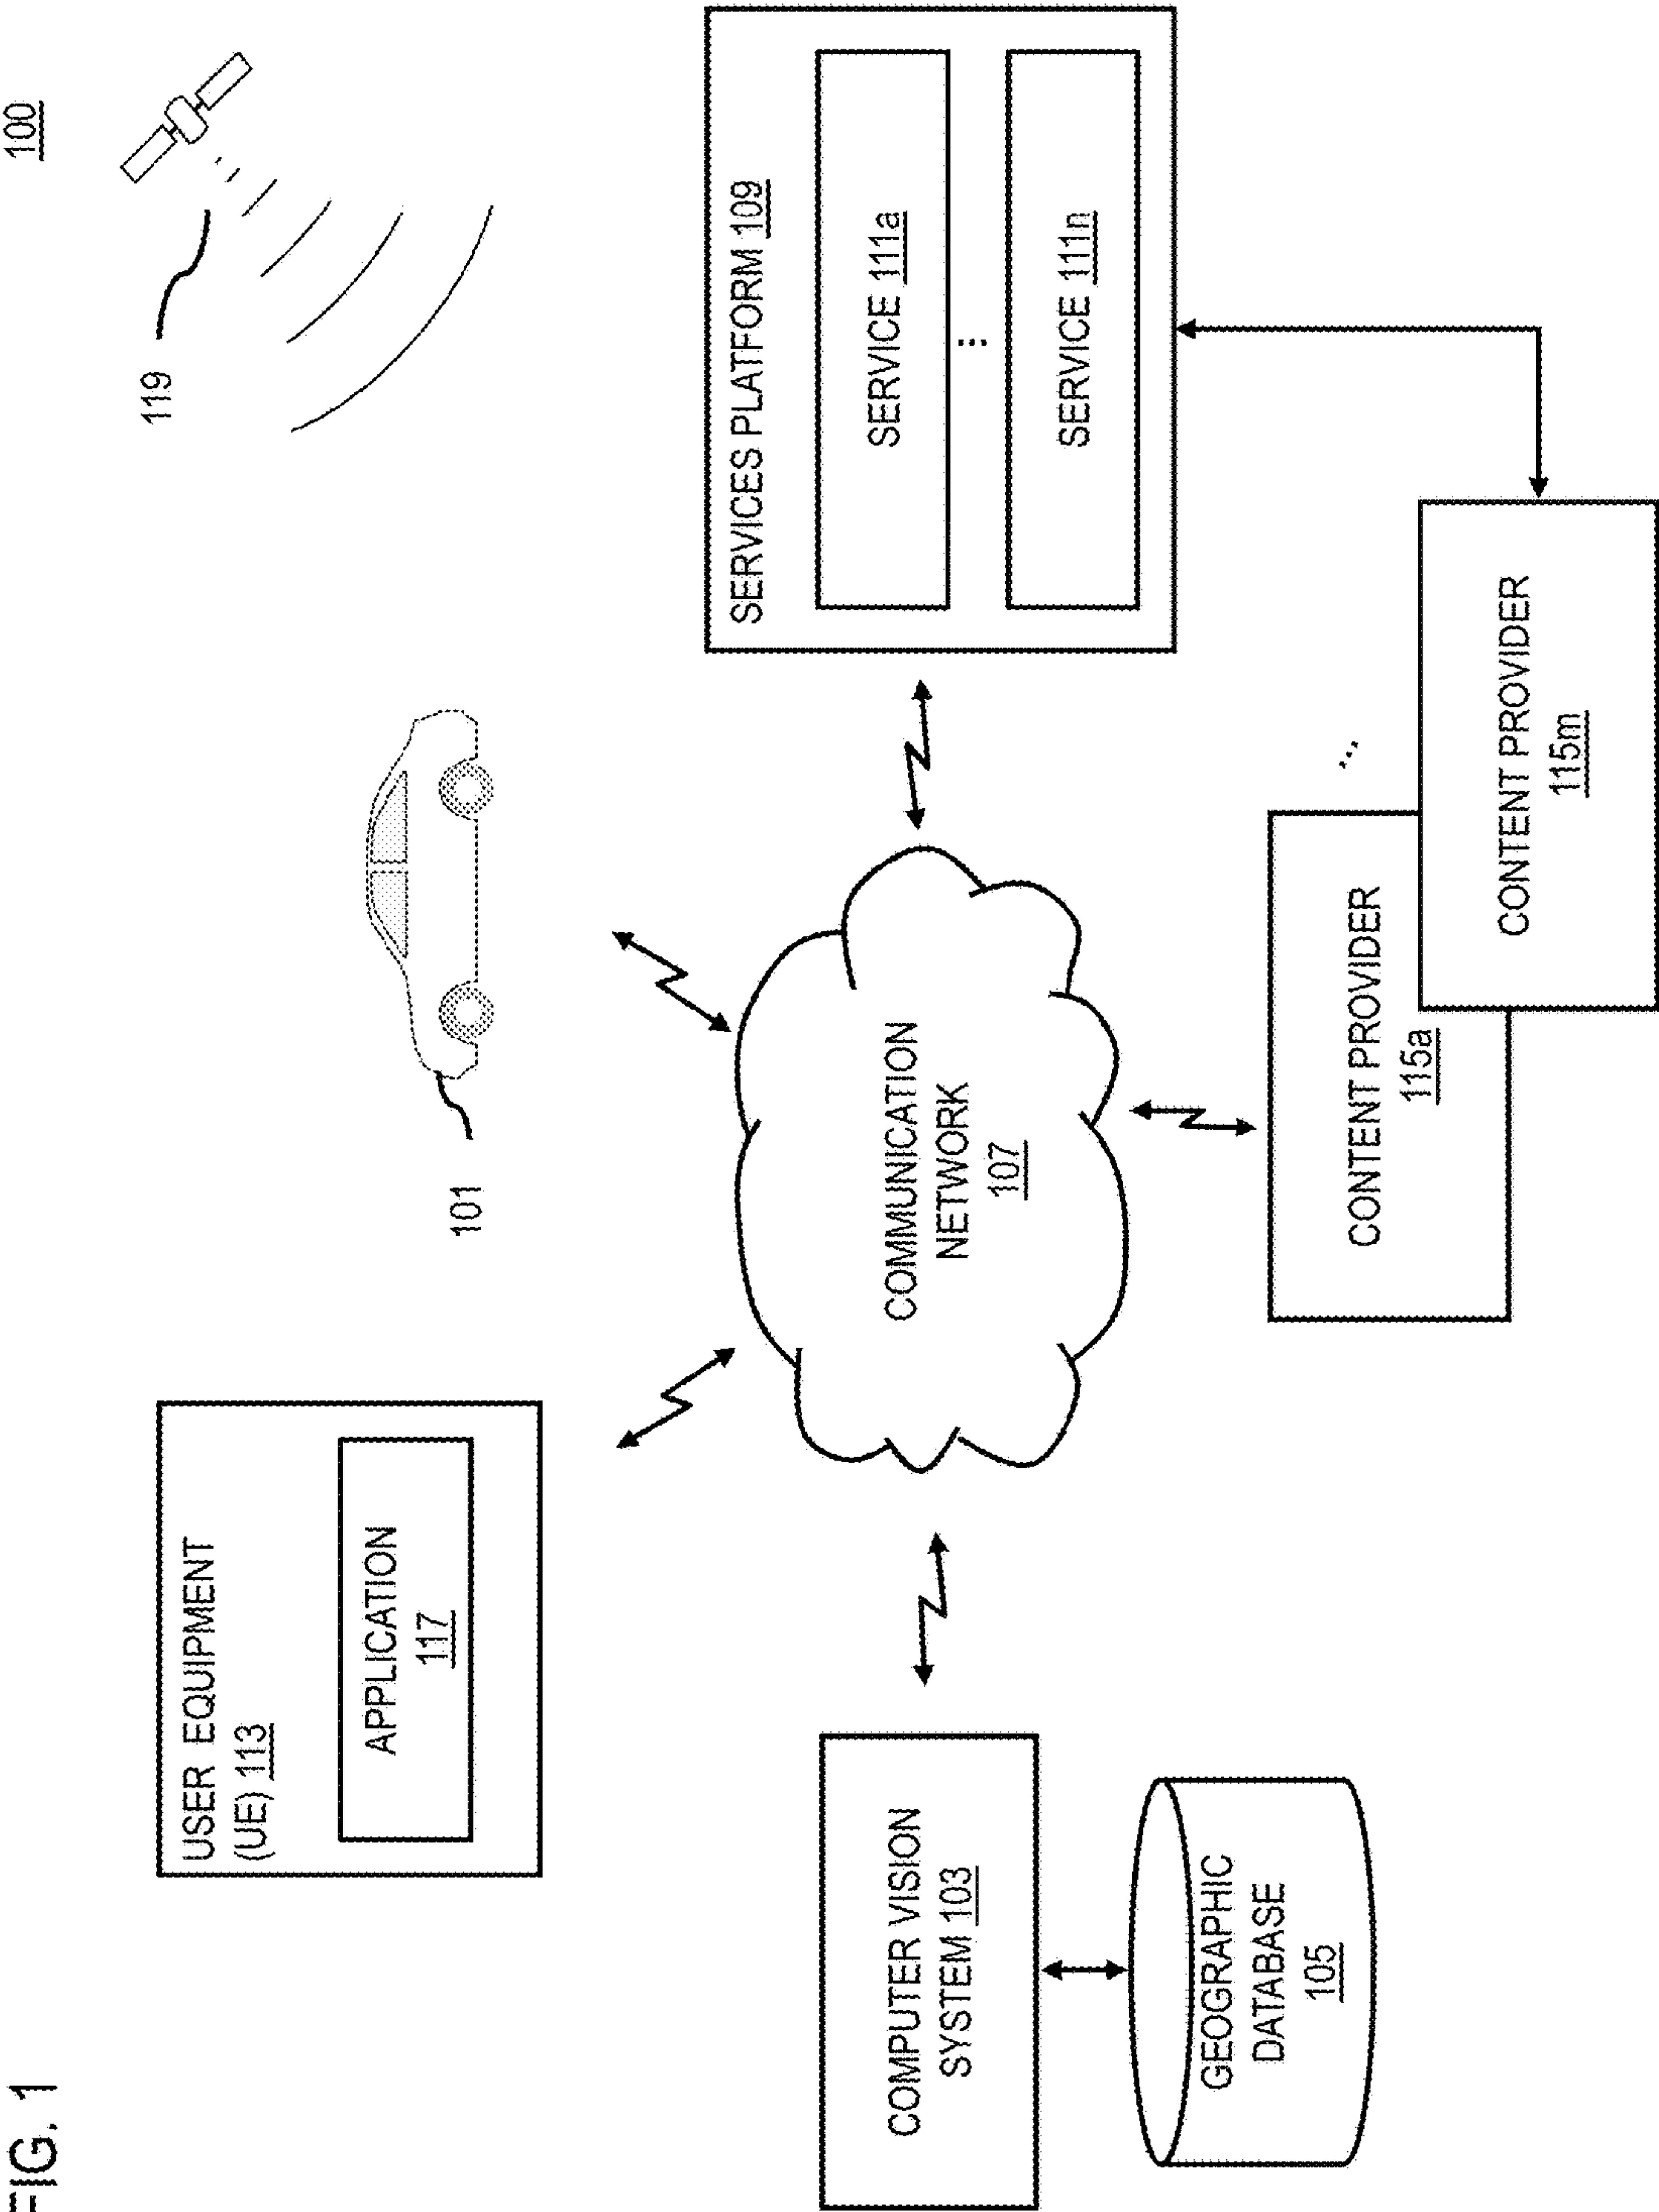 FIG. 1
100
USER EQUIPMENT
(UE) 113
APPLICATION
117
101
119
COMPUTER VISION
SYSTEM 103
GEOGRAPHIC
DATABASE
105
COMMUNICATION
NETWORK
107
SERVICES PLATFORM 109
SERVICE 111a
...
SERVICE 111n
CONTENT PROVIDER
115a
...
CONTENT PROVIDER
115m